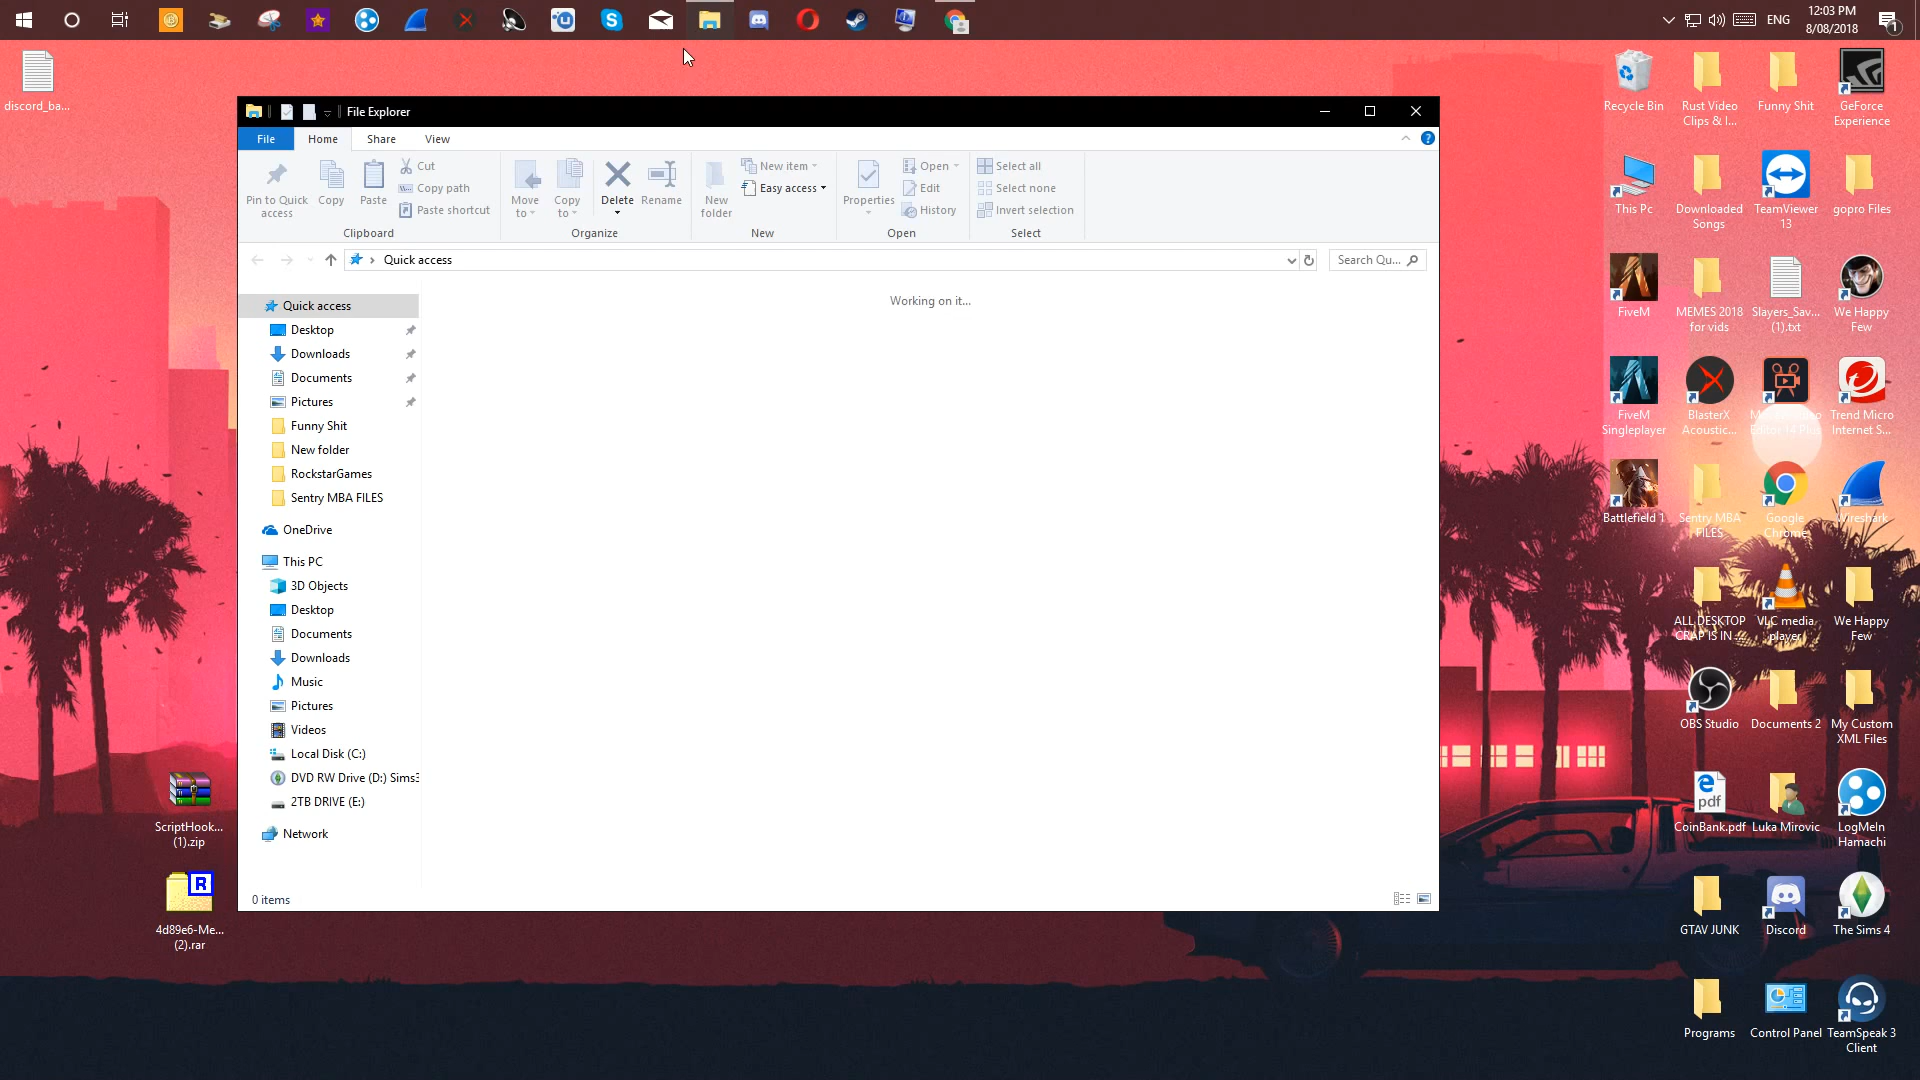 ENG
12:03 PM
8/08/2018
1
discord_ba...
File Explorer
File
Home
Share
View
Pin to Quick
access
Copy
Paste
Cut
Copy path
Paste shortcut
Clipboard
Move
to
Copy
to
Delete
Rename
Organize
New
folder
New item
Easy access
New
Properties
Open
Edit
History
Open
Select all
Select none
Invert selection
Select
Quick access
Search Qu...
Working on it...
Quick access
Desktop
Downloads
Documents
Pictures
Funny Shit
New folder
RockstarGames
Sentry MBA FILES
OneDrive
This PC
3D Objects
Desktop
Documents
Downloads
Music
Pictures
Videos
Local Disk (C:)
DVD RW Drive (D:) Sims3
2TB DRIVE (E:)
Network
0 items
ScriptHook...
(1).zip
R
4d89e6-Me...
(2).rar
Recycle Bin
Rust Video
Clips & I...
Funny Shit
GeForce
Experience
This Pc
Downloaded
Songs
TeamViewer
13
gopro Files
FiveM
MEMES 2018
for vids
Slayers_Sav...
(1).txt
We Happy
Few
FiveM
Singleplayer
BlasterX
Acoustic...
Trend Micro
Internet S...
Battlefield 1
Sentry MBA
FILES
Google
Chrome
Wireshark
ALL DESKTOP
CRAP IS IN ...
VLC media
player
We Happy
Few
OBS Studio
Documents 2
My Custom
XML Files
pdf
CoinBank.pdf
Luka Mirovic
LogMeIn
Hamachi
GTAV JUNK
Discord
The Sims 4
Programs
Control Panel
TeamSpeak 3
Client